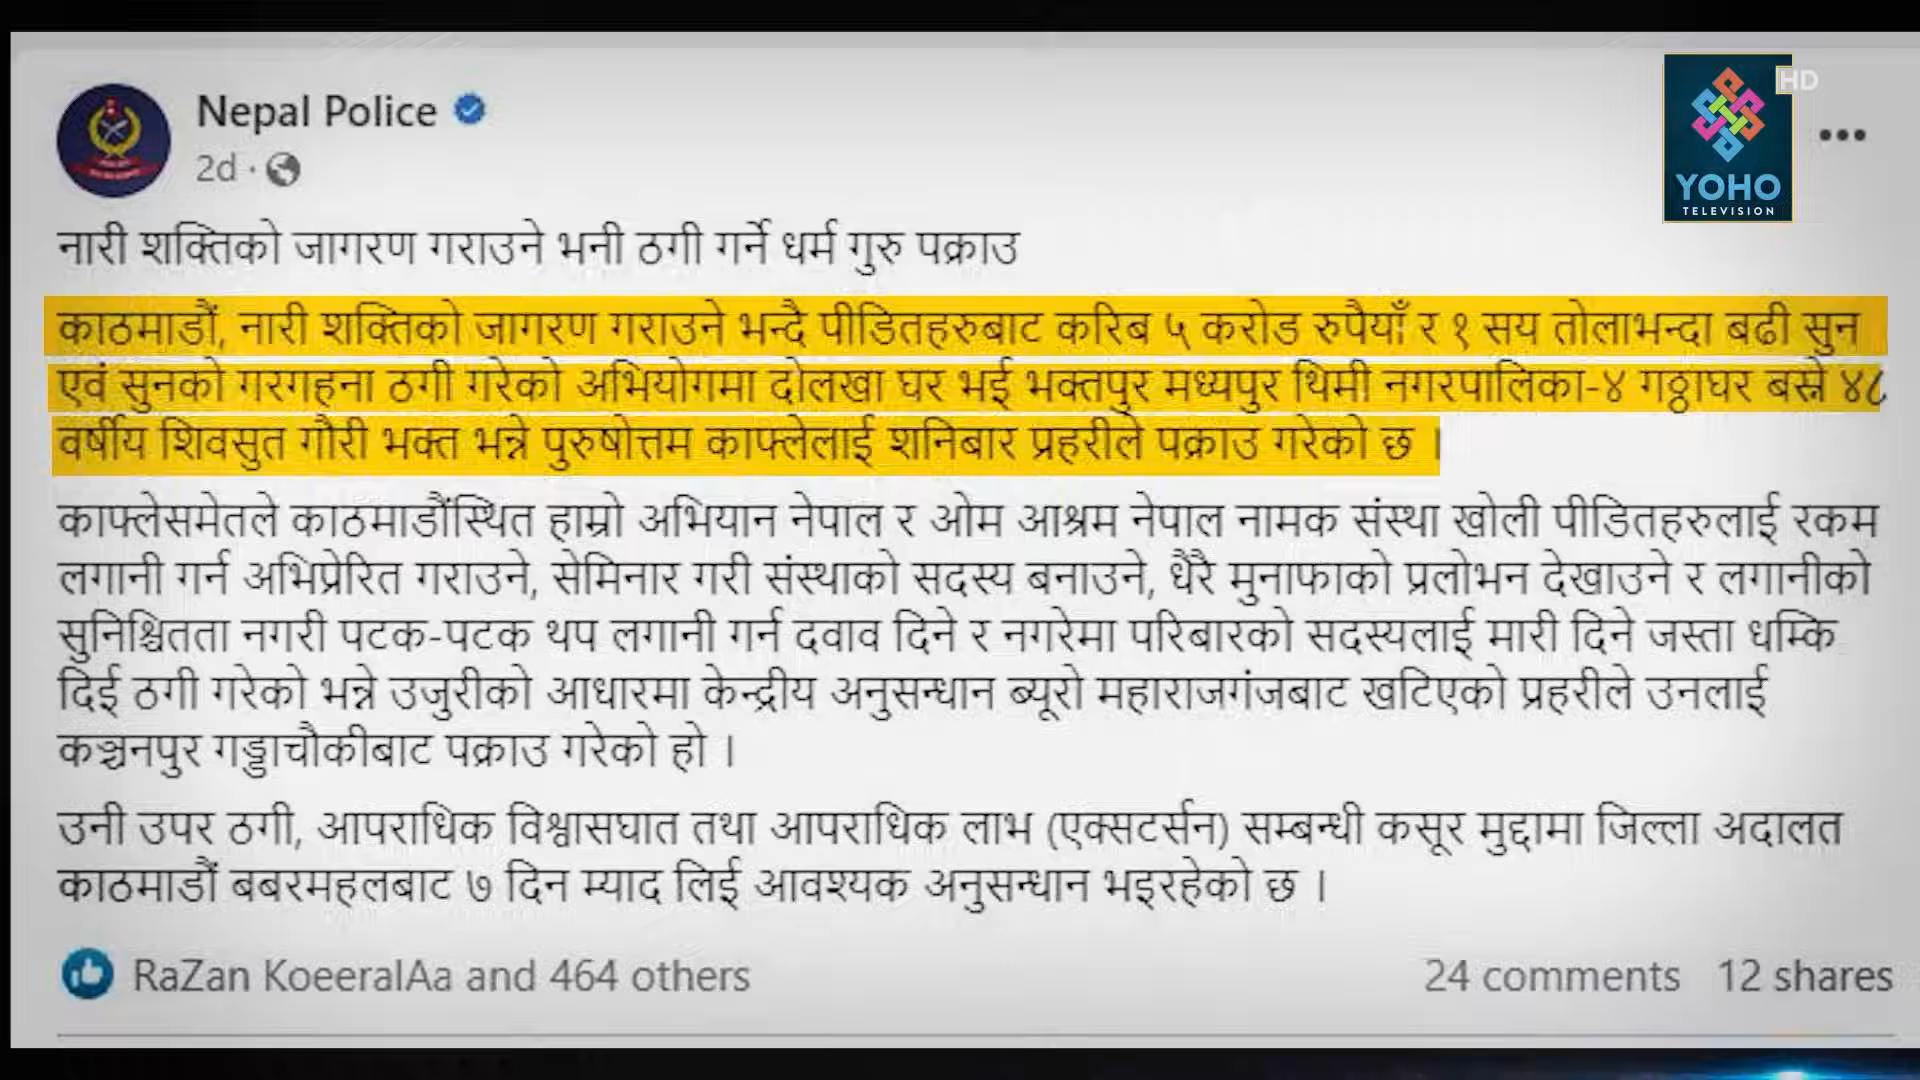 Nepal Police
2d
HD
YOHO
TELEVISION
नारी शक्तिको जागरण गराउने भनी ठगी गर्ने धर्म गुरु पक्राउ
काठमाडौं, नारी शक्तिको जागरण गराउने भन्दै पीडितहरुबाट करिब ५ करोड रुपैयाँ र १ सय तोलाभन्दा बढी सुन
एवं सुनको गरगहना ठगी गरेको अभियोगमा दोलखा घर भई भक्तपुर मध्यपुर थिमी नगरपालिका-४ गठ्ठाघर बस्ने ४८
वर्षीय शिवसुत गौरी भक्त भन्ने पुरुषोत्तम काफ्लेलाई शनिबार प्रहरीले पक्राउ गरेको छ ।
काफ्लेसमेतले काठमाडौंस्थित हाम्रो अभियान नेपाल र ओम आश्रम नेपाल नामक संस्था खोली पीडितहरुलाई रकम
लगानी गर्न अभिप्रेरित गराउने, सेमिनार गरी संस्थाको सदस्य बनाउने, धैरै मुनाफाको प्रलोभन देखाउने र लगानीको
सुनिश्चितता नगरी पटक-पटक थप लगानी गर्न दवाव दिने र नगरेमा परिबारको सदस्यलाई मारी दिने जस्ता धम्कि
दिई ठगी गरेको भन्ने उजुरीको आधारमा केन्द्रीय अनुसन्धान ब्यूरो महाराजगंजबाट खटिएको प्रहरीले उनलाई
कञ्चनपुर गड्डाचौकीबाट पक्राउ गरेको हो ।
उनी उपर ठगी, आपराधिक विश्वासघात तथा आपराधिक लाभ (एक्सटर्सन) सम्बन्धी कसूर मुद्दामा जिल्ला अदालत
काठमाडौं बबरमहलबाट ७ दिन म्याद लिई आवश्यक अनुसन्धान भइरहेको छ ।
RaZan KoeeralAa and 464 others
24 comments 12 shares